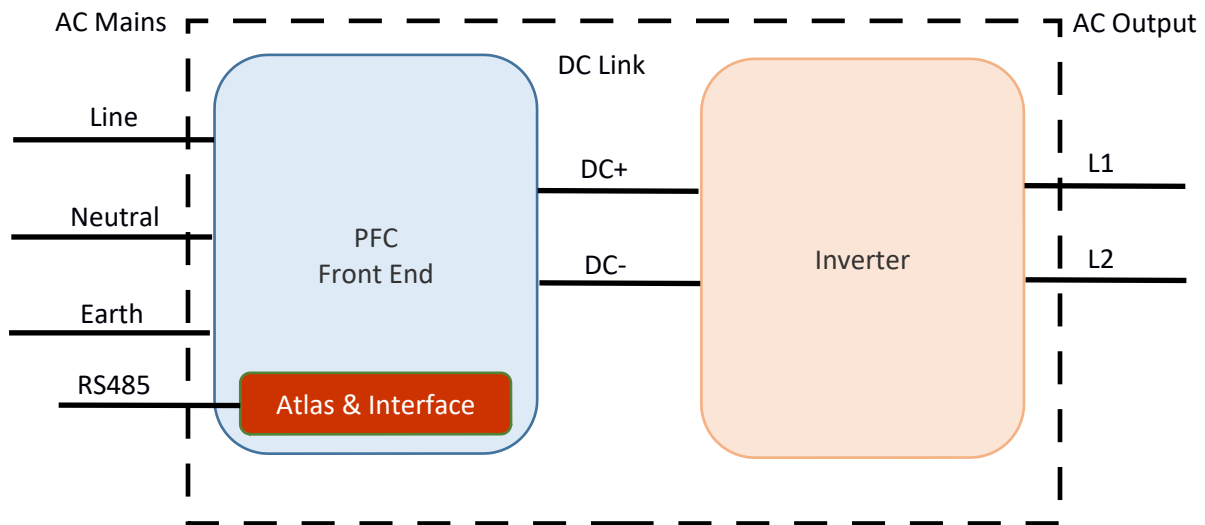 AC Mains
AC Output
DC Link
Line
Neutral
Earth
RS485
PFC
Front End
Atlas & Interface
DC+
DC-
Inverter
L1
L2